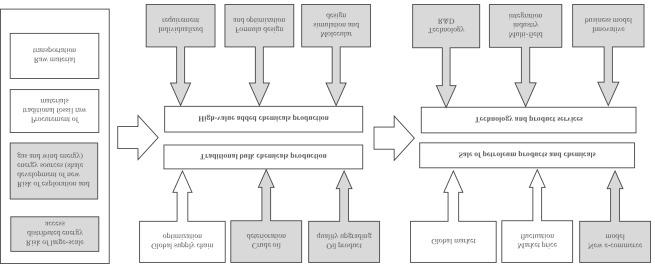 Risk of large-scale
distributed energy
access
Risk of exploration and
development of new
energy sources (shale
gas and wind energy)
Procurement of
traditional fossil raw
materials
Raw material
transportation
Global supply chain
optimization
Crude oil
deterioration
Oil product
quality upgrading
Traditional bulk chemicals production
High-value added chemicals production
Individualized
requirement
Formula design
and optimization
Molecular
simulation and
design
Global market
Market price
fluctuation
New e-commerce
model
Sale of petroleum products and chemicals
Technology and product services
Technology
R&D
Multi-field
industry
integration
Innovative
business model